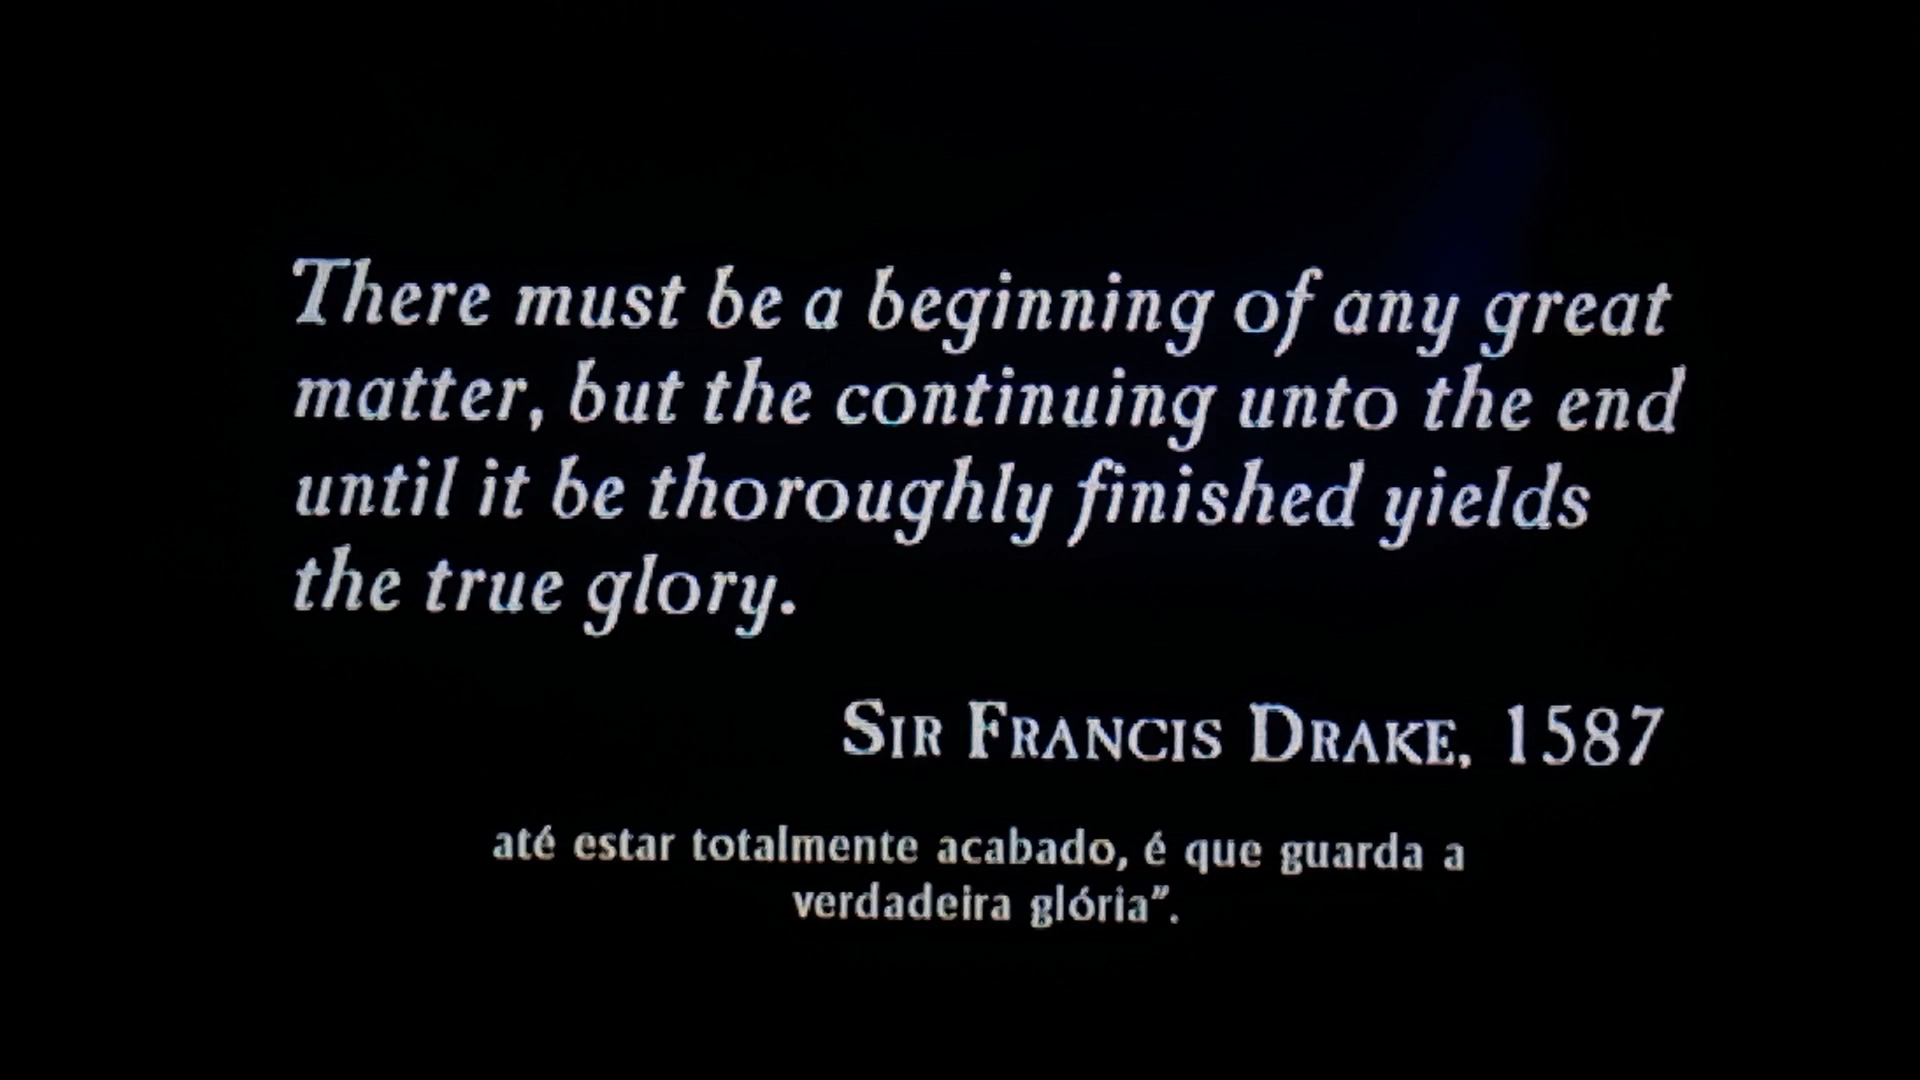 There must be a beginning of any great
matter, but the continuing unto the end
until it be thoroughly finished yields
the true glory.
SIR FRANCIS DRAKE, 1587
até estar totalmente acabado, é que guarda a
verdadeira glória”.